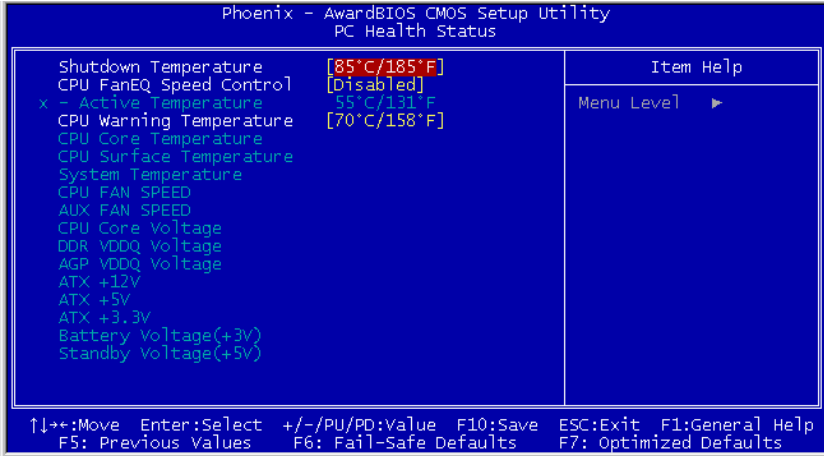 Phoenix - AwardBIOS CMOS Setup Utility
PC Health Status
Shutdown Temperature [85°C/185°F]
CPU FanEQ Speed Control [Disabled]
x - Active Temperature 55°C/131°F
CPU Warning Temperature [70°C/158°F]
CPU Core Temperature
CPU Surface Temperature
System Temperature
CPU FAN SPEED
AUX FAN SPEED
CPU Core Voltage
DDR VDDQ Voltage
AGP VDDQ Voltage
ATX +12V
ATX +5V
ATX +3.3V
Battery Voltage(+3V)
Standby Voltage(+5V)
Item Help
Menu Level ►
↑↓→←:Move Enter:Select +/-/PU/PD:Value F10:Save ESC:Exit F1:General Help
F5: Previous Values F6: Fail-Safe Defaults F7: Optimized Defaults